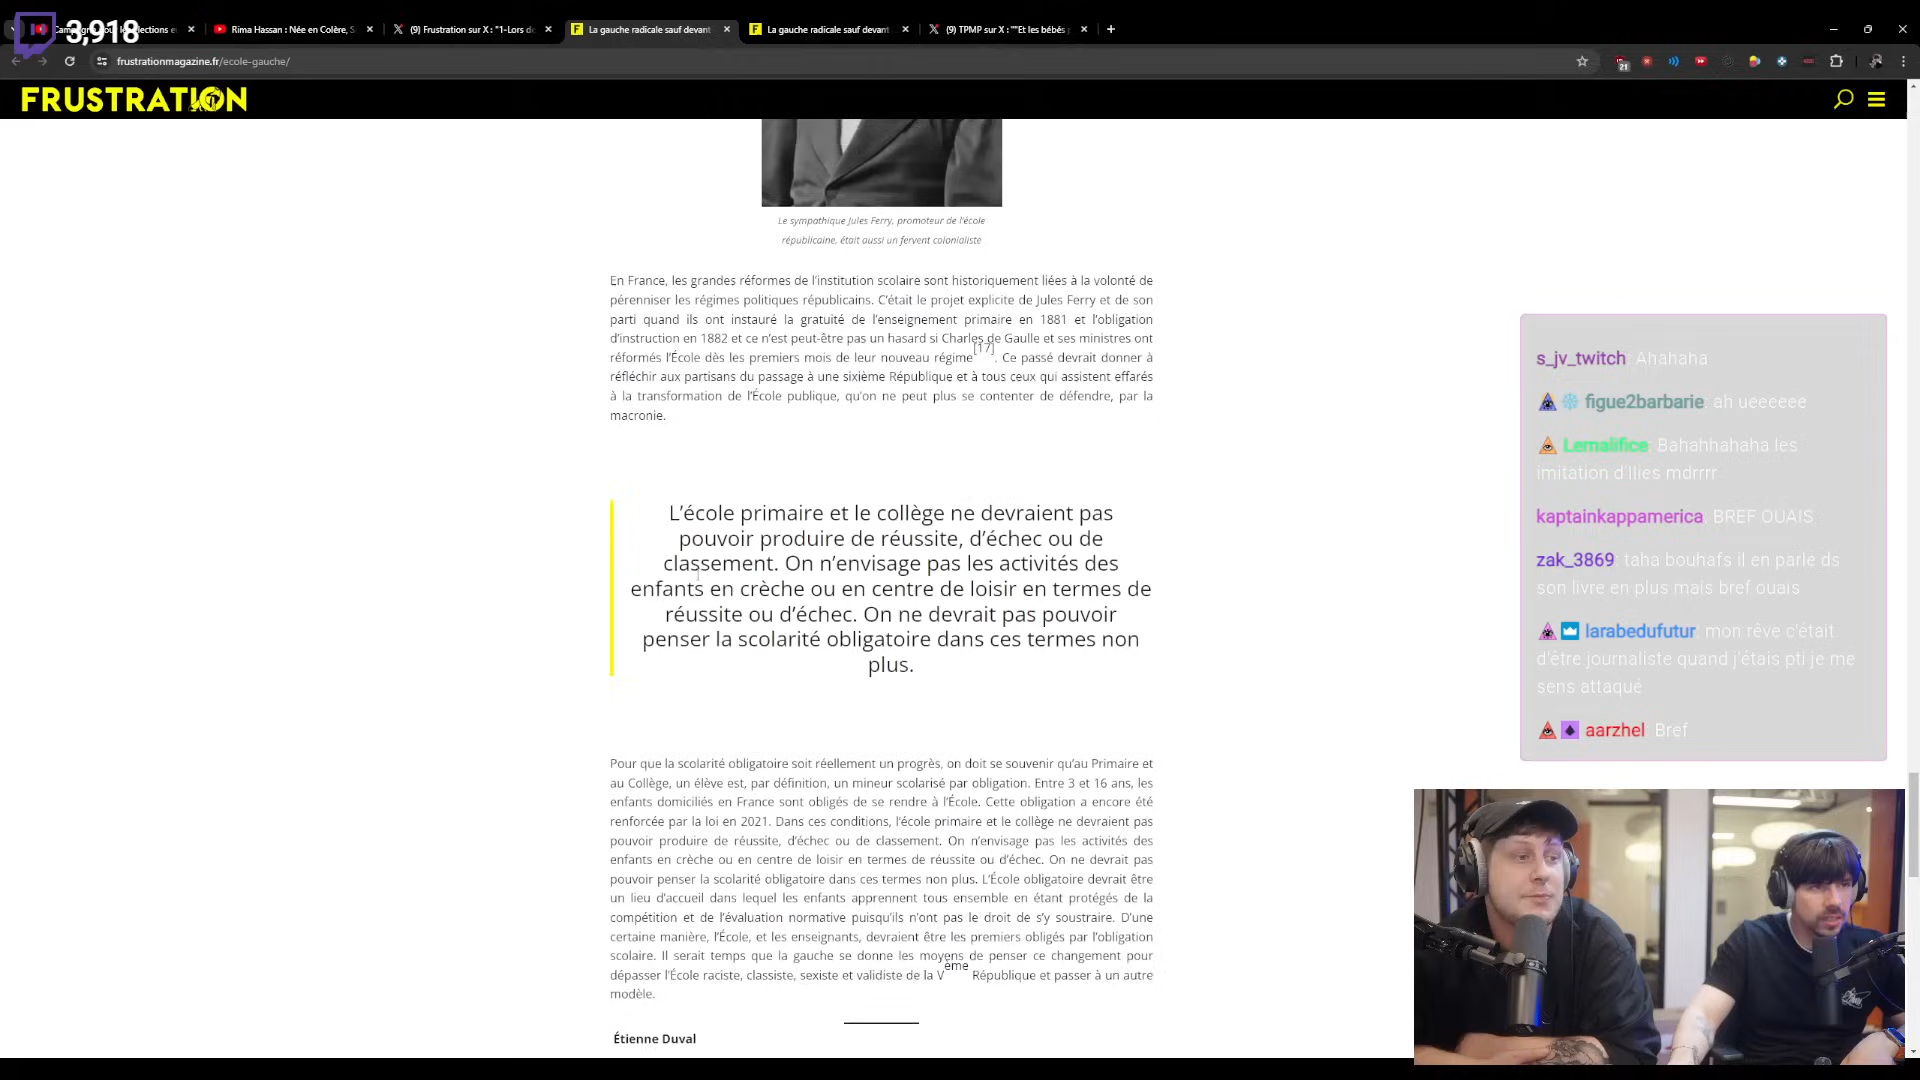 3,918
élections e
Rima Hassan : Née en Colère, S
(9) Frustration sur X : "1-Lors de
La gauche radicale sauf devant
La gauche radicale sauf devant
(9) TPMP sur X : ""Et les bébés
frustrationmagazine.fr/ecole-gauche/
21
FRUSTRATION
Le sympathique Jules Ferry, promoteur de l'école
républicaine, était aussi un fervent colonialiste
En France, les grandes réformes de l'institution scolaire sont historiquement liées à la volonté de
pérenniser les régimes politiques républicains. C'était le projet explicite de Jules Ferry et de son
parti quand ils ont instauré la gratuité de l'enseignement primaire en 1881 et l'obligation
d'instruction en 1882 et ce n'est peut-être pas un hasard si Charles de Gaulle et ses ministres ont
réformés l'École dès les premiers mois de leur nouveau régime[17]. Ce passé devrait donner à
réfléchir aux partisans du passage à une sixième République et à tous ceux qui assistent effarés
à la transformation de l'École publique, qu'on ne peut plus se contenter de défendre, par la
macronie.
L'école primaire et le collège ne devraient pas
pouvoir produire de réussite, d'échec ou de
classement. On n'envisage pas les activités des
enfants en crèche ou en centre de loisir en termes de
réussite ou d'échec. On ne devrait pas pouvoir
penser la scolarité obligatoire dans ces termes non
plus.
Pour que la scolarité obligatoire soit réellement un progrès, on doit se souvenir qu'au Primaire et
au Collège, un élève est, par définition, un mineur scolarisé par obligation. Entre 3 et 16 ans, les
enfants domiciliés en France sont obligés de se rendre à l'École. Cette obligation a encore été
renforcée par la loi en 2021. Dans ces conditions, l'école primaire et le collège ne devraient pas
pouvoir produire de réussite, d'échec ou de classement. On n'envisage pas les activités des
enfants en crèche ou en centre de loisir en termes de réussite ou d'échec. On ne devrait pas
pouvoir penser la scolarité obligatoire dans ces termes non plus. L'École obligatoire devrait être
un lieu d'accueil dans lequel les enfants apprennent tous ensemble en étant protégés de la
compétition et de l'évaluation normative puisqu'ils n'ont pas le droit de s'y soustraire. D'une
certaine manière, l'École, et les enseignants, devraient être les premiers obligés par l'obligation
scolaire. Il serait temps que la gauche se donne les moyens de penser ce changement pour
dépasser l'École raciste, classiste, sexiste et validiste de la Vème République et passer à un autre
modèle.
Étienne Duval
s_jv_twitch: Ahahaha
figue2barbarie: ah ueeeeee
Lemalifice: Bahahhahaha les
imitation d'Ilies mdrrrr
kaptainkappamerica: BREF OUAIS
zak_3869: taha bouhafs il en parle ds
son livre en plus mais bref ouais
larabedufutur: mon rêve c'était
d'être journaliste quand j'étais pti je me
sens attaqué
aarzhel: Bref